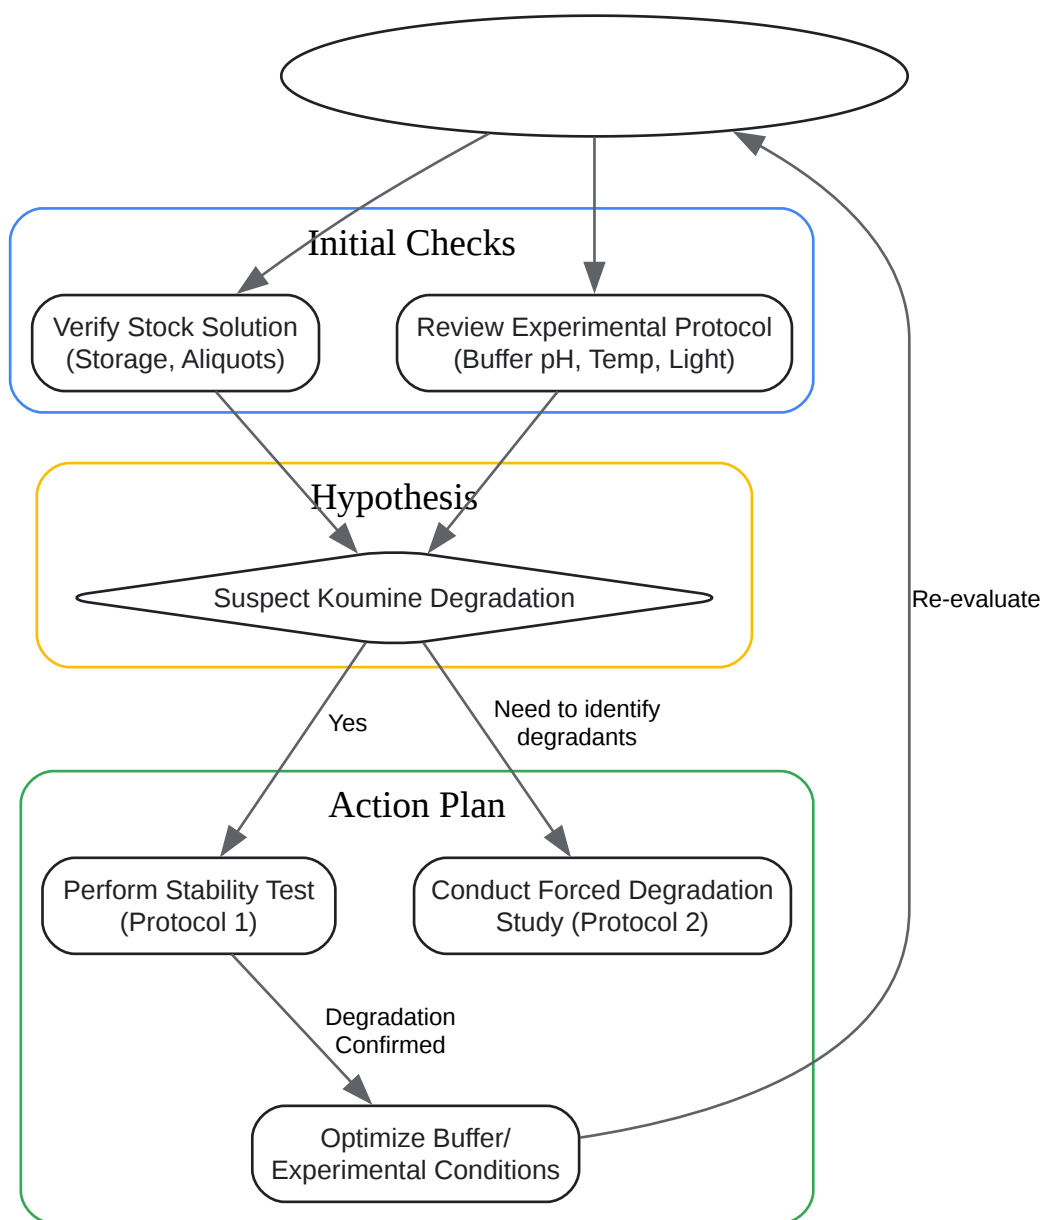 Initial Checks
Verify Stock Solution
(Storage, Aliquots)
Review Experimental Protocol
(Buffer pH, Temp, Light)
Hypothesis
Suspect Koumine Degradation
Re-evaluate
Yes
Need to identify
degradants
Action Plan
Perform Stability Test
(Protocol 1)
Conduct Forced Degradation
Study (Protocol 2)
Degradation
Confirmed
Optimize Buffer/
Experimental Conditions